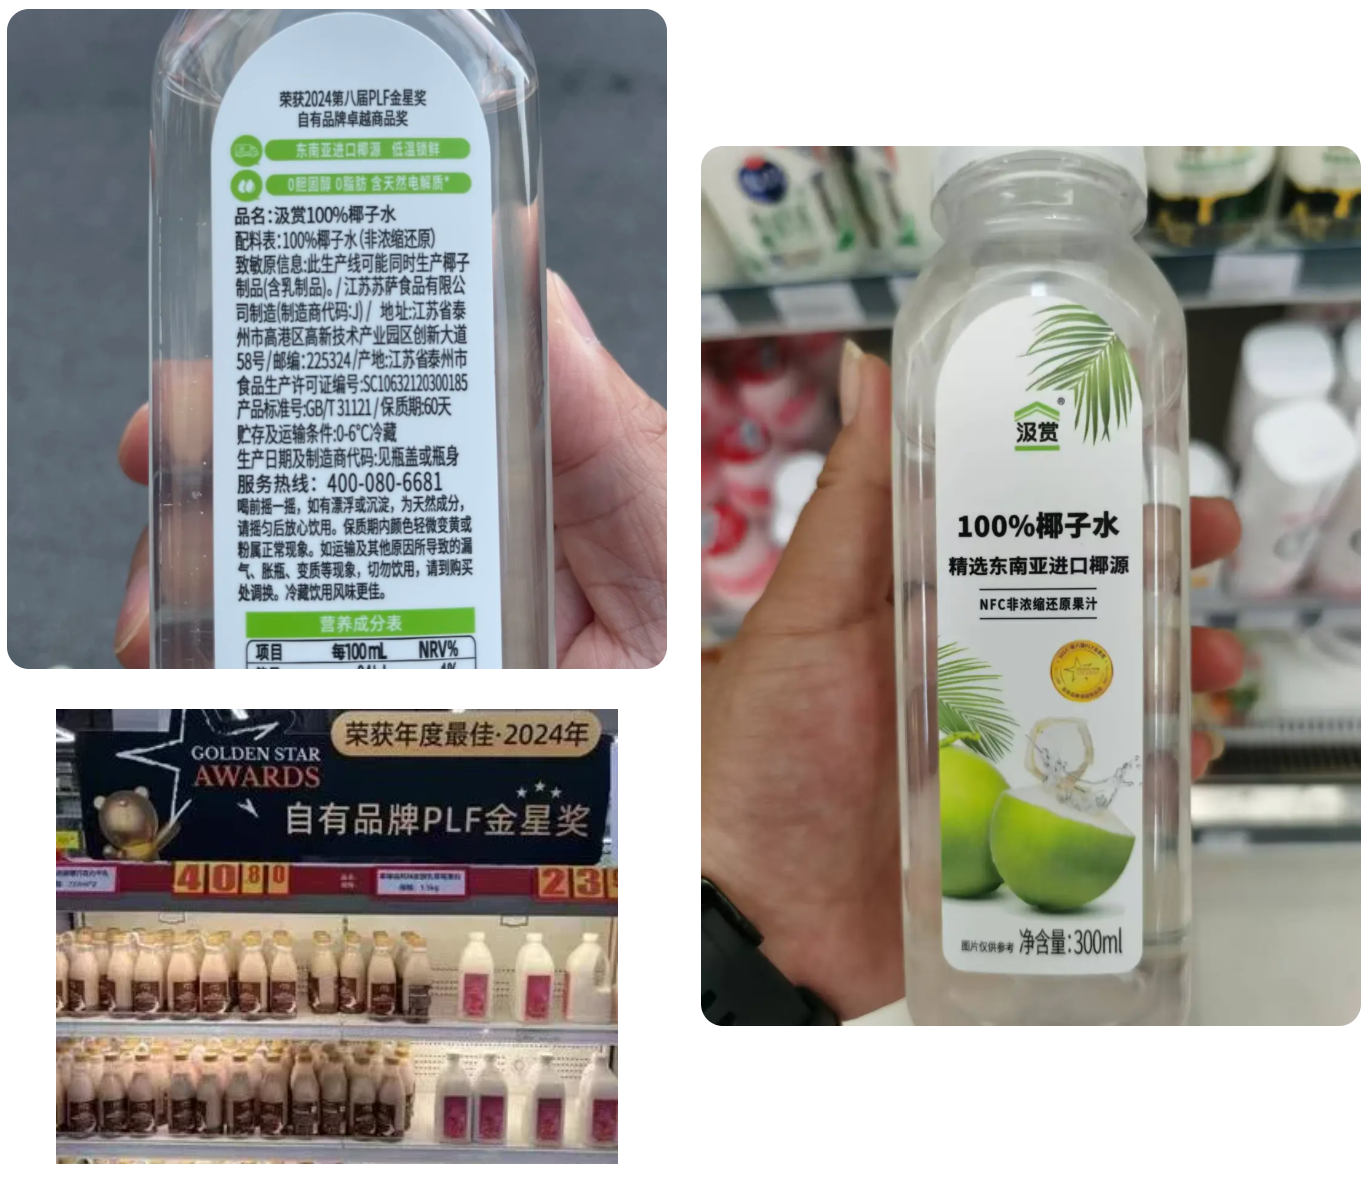 荣获2024第八届PLF金星奖
自有品牌卓越商品奖
东南亚进口椰源 低温锁鲜
0胆固醇 0脂肪 含天然电解质*
品名:汲赏100%椰子水
配料表:100%椰子水(非浓缩还原)
致敏原信息:此生产线可能同时生产椰子
制品(含乳制品)。/江苏苏萨食品有限公
司制造(制造商代码:J)/ 地址:江苏省泰
州市高港区高新技术产业园区创新大道
58号/邮编:225324/产地:江苏省泰州市
食品生产许可证编号:SC10632120300185
产品标准号:GB/T 31121/保质期:60天
贮存及运输条件:0-6℃冷藏
生产日期及制造商代码:见瓶盖或瓶身
服务热线: 400-080-6681
喝前摇一摇,如有漂浮或沉淀,为天然成分,
请摇匀后放心饮用。保质期内颜色轻微变黄或
粉属正常现象。如运输及其他原因所导致的漏
气、胀瓶、变质等现象,切勿饮用,请到购买
处调换。冷藏饮用风味更佳。
营养成分表
项目 每100mL NRV%
汲赏®
100%椰子水
精选东南亚进口椰源
NFC非浓缩还原果汁
图片仅供参考 净含量:300ml
荣获年度最佳·2024年
GOLDEN STAR
AWARDS
自有品牌PLF金星奖
40 80
23